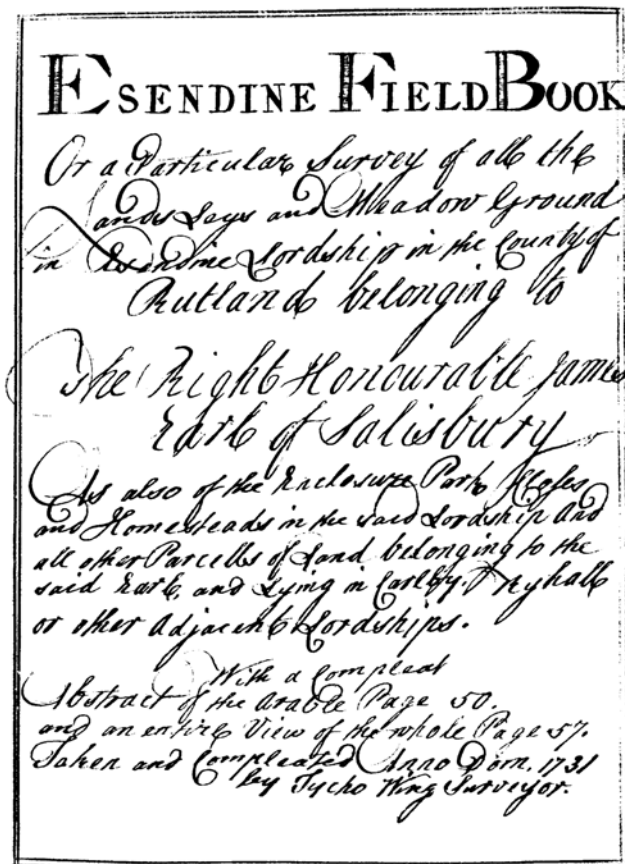 ESENDINE FIELD BOOK
Or a Particular Survey of all the
Lands Leys and Meadow Ground
in Esendine Lordship in the County of
Rutland belonging to
The Right Honourable James
Earl of Salisbury
As also of the Enclosure Park Closes
and Homesteads in the said Lordship And
all other Parcells of Land belonging to the
said Earl and Lying in Carlby. Ryhall
or other Adjacent Lordships.
With a Compleat
Abstract of the Arable Page 50.
and an entire View of the whole Page 57.
Taken and Compleated Anno Dom. 1731
by Tycho Wing Surveyor.